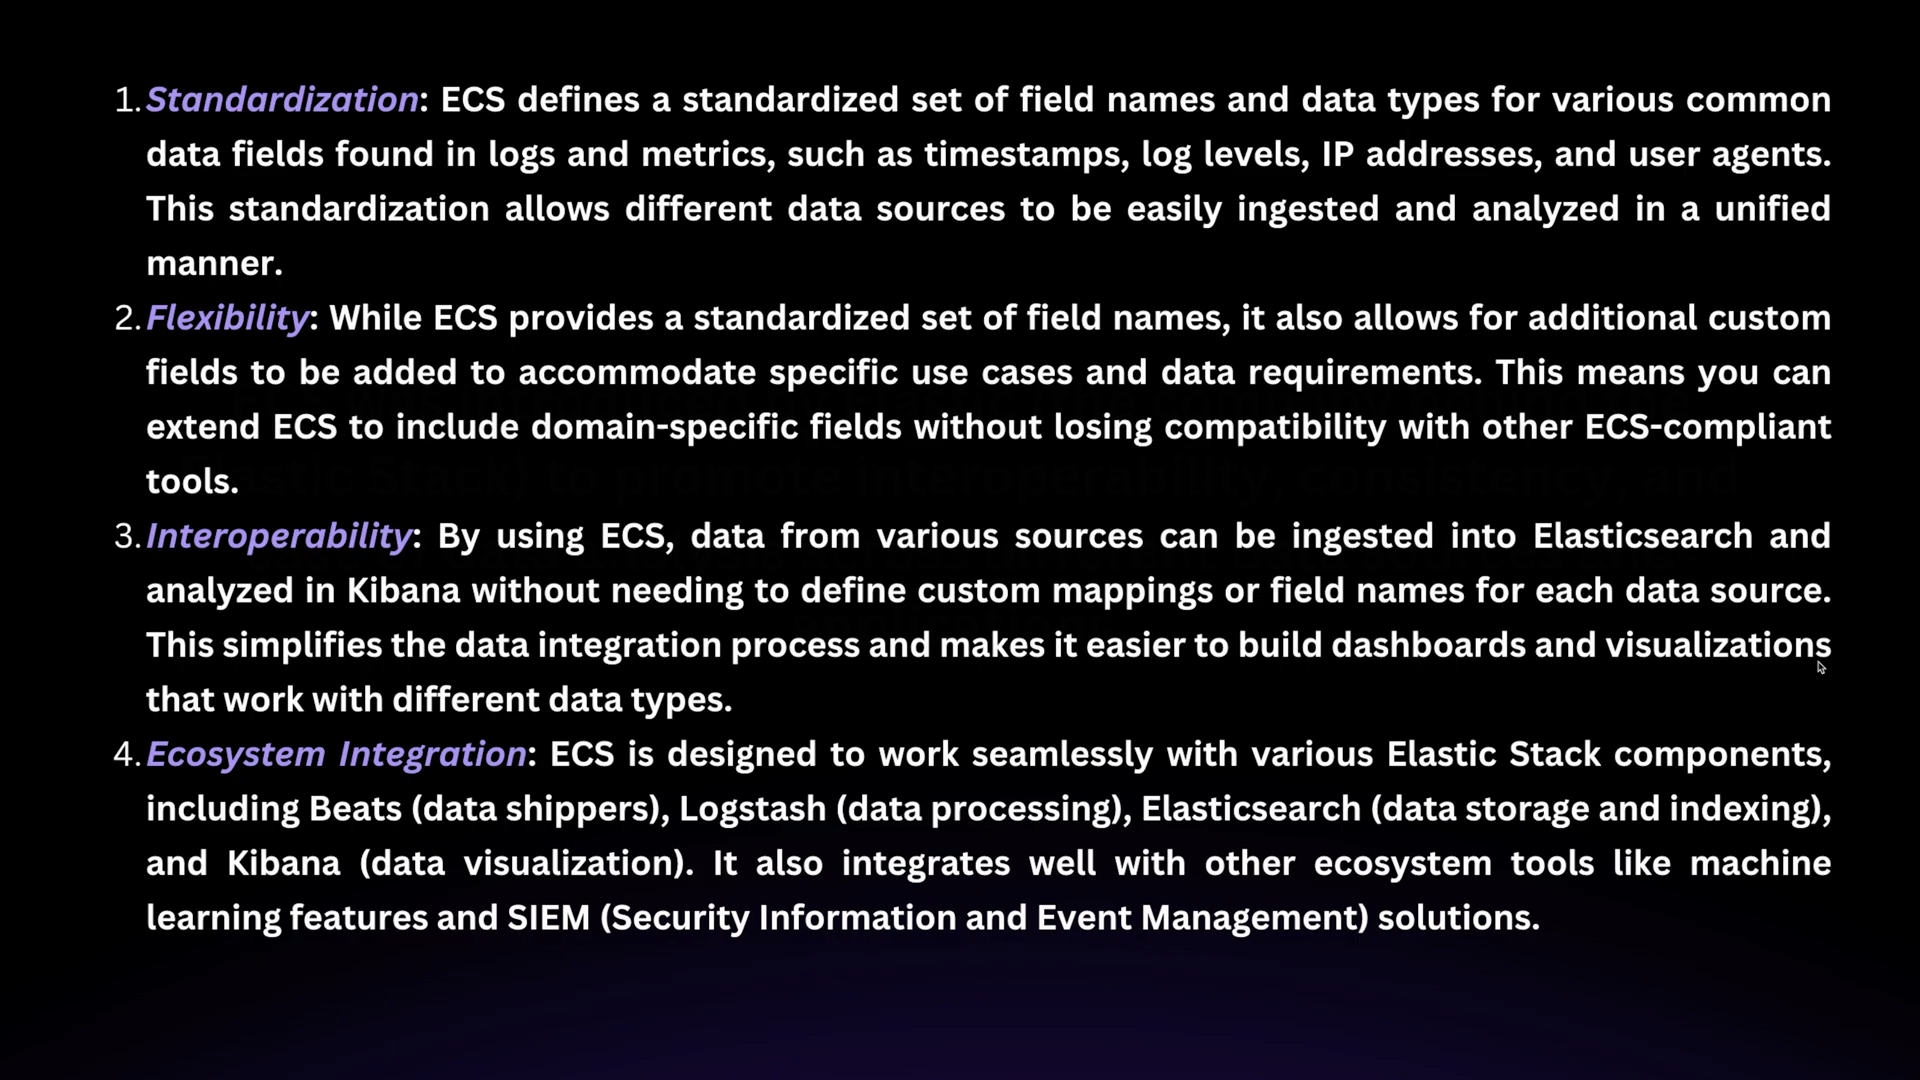 1. Standardization: ECS defines a standardized set of field names and data types for various common
data fields found in logs and metrics, such as timestamps, log levels, IP addresses, and user agents.
This standardization allows different data sources to be easily ingested and analyzed in a unified
manner.
2. Flexibility: While ECS provides a standardized set of field names, it also allows for additional custom
fields to be added to accommodate specific use cases and data requirements. This means you can
extend ECS to include domain-specific fields without losing compatibility with other ECS-compliant
tools.
3. Interoperability: By using ECS, data from various sources can be ingested into Elasticsearch and
analyzed in Kibana without needing to define custom mappings or field names for each data source.
This simplifies the data integration process and makes it easier to build dashboards and visualizations
that work with different data types.
4. Ecosystem Integration: ECS is designed to work seamlessly with various Elastic Stack components,
including Beats (data shippers), Logstash (data processing), Elasticsearch (data storage and indexing),
and Kibana (data visualization). It also integrates well with other ecosystem tools like machine
learning features and SIEM (Security Information and Event Management) solutions.